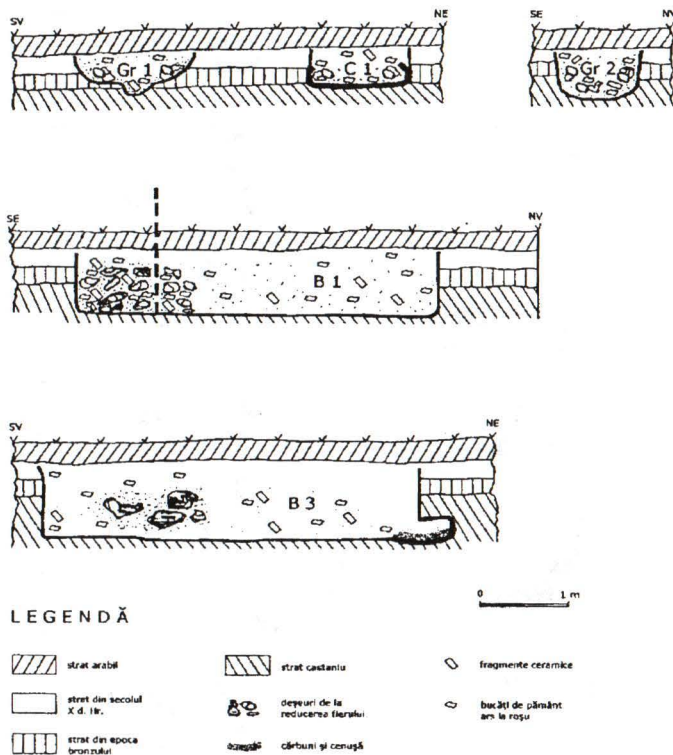 SV NE SE NV
Gr 1 C 1 Gr 2
SE NV
B 1
SV NE
B 3
0 1 m
LEGENDĂ
strat arabil
strat castaniu
fragmente ceramice
strat din secolul
X d. Hr.
deșeuri de la
reducerea fierului
bucăți de pământ
ars la roșu
strat din epoca
bronzului
cărbuni și cenușă